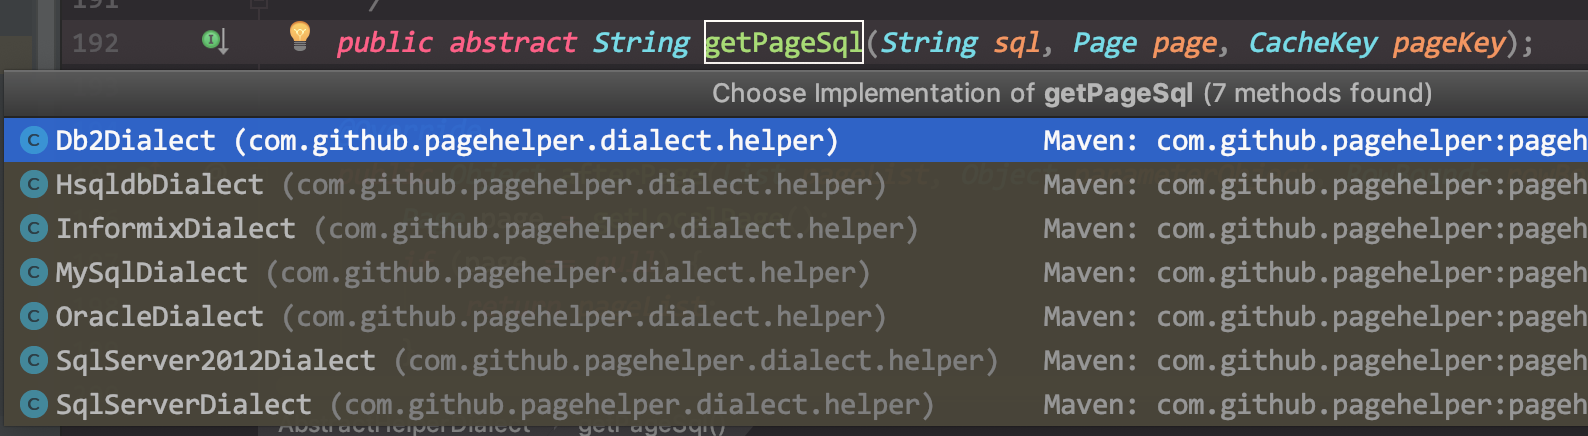 191 */
192 public abstract String getPageSql(String sql, Page page, CacheKey pageKey);
Choose Implementation of getPageSql (7 methods found)
C Db2Dialect (com.github.pagehelper.dialect.helper) Maven: com.github.pagehelper:pageh
C HsqldbDialect (com.github.pagehelper.dialect.helper) Maven: com.github.pagehelper:pageh
C InformixDialect (com.github.pagehelper.dialect.helper) Maven: com.github.pagehelper:pageh
C MySqlDialect (com.github.pagehelper.dialect.helper) Maven: com.github.pagehelper:pageh
C OracleDialect (com.github.pagehelper.dialect.helper) Maven: com.github.pagehelper:pageh
C SqlServer2012Dialect (com.github.pagehelper.dialect.helper) Maven: com.github.pagehelper:pageh
C SqlServerDialect (com.github.pagehelper.dialect.helper) Maven: com.github.pagehelper:pageh
AbstractHelperDialect › getPageSql()